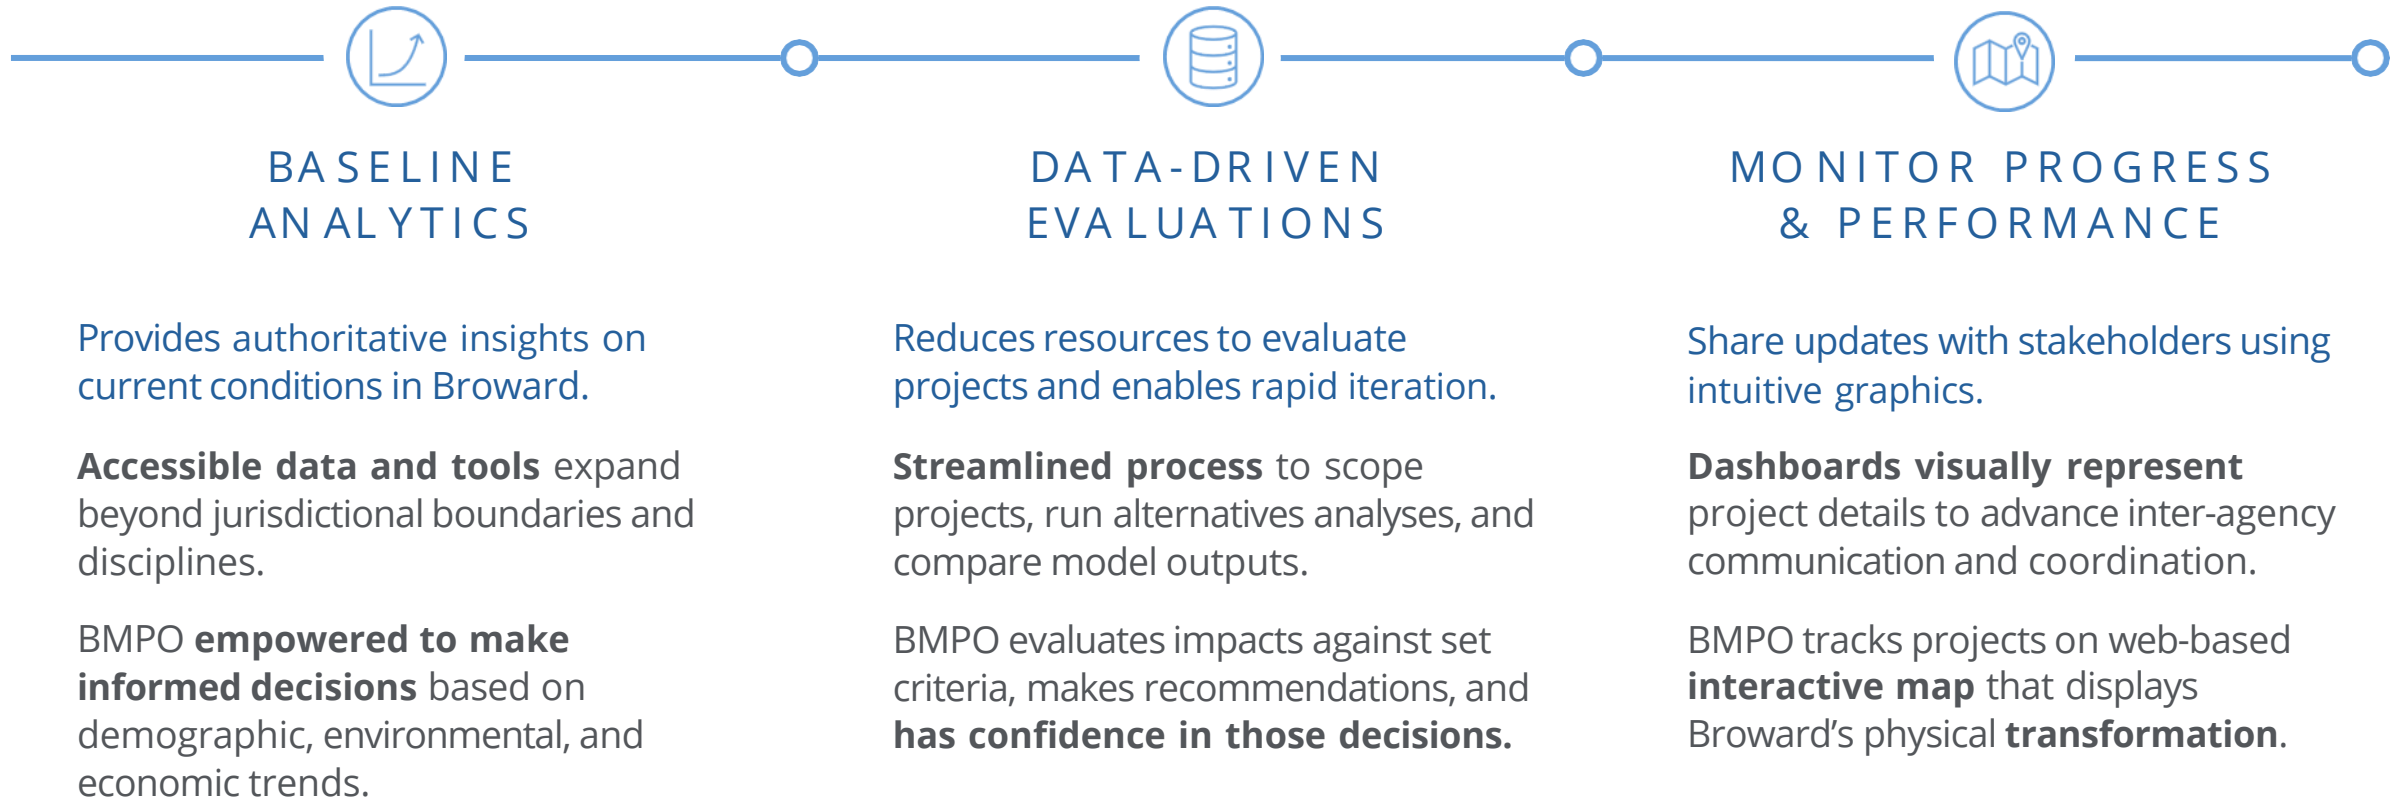 BASELINE
ANALYTICS
Provides authoritative insights on
current conditions in Broward.
Accessible data and tools expand
beyond jurisdictional boundaries and
disciplines.
BMPO empowered to make
informed decisions based on
demographic, environmental, and
economic trends.
DATA-DRIVEN
EVALUATIONS
Reduces resources to evaluate
projects and enables rapid iteration.
Streamlined process to scope
projects, run alternatives analyses, and
compare model outputs.
BMPO evaluates impacts against set
criteria, makes recommendations, and
has confidence in those decisions.
MONITOR PROGRESS
& PERFORMANCE
Share updates with stakeholders using
intuitive graphics.
Dashboards visually represent
project details to advance inter-agency
communication and coordination.
BMPO tracks projects on web-based
interactive map that displays
Broward’s physical transformation.